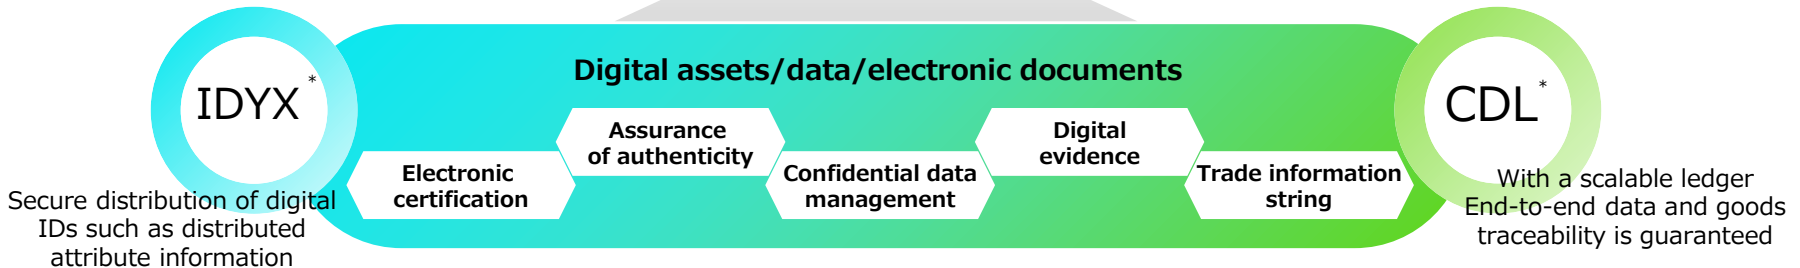 Digital assets/data/electronic documents
IDYX*
Secure distribution of digital
IDs such as distributed
attribute information
Electronic
certification
Assurance
of authenticity
Confidential data
management
Digital
evidence
Trade information
string
CDL*
With a scalable ledger
End-to-end data and goods
traceability is guaranteed